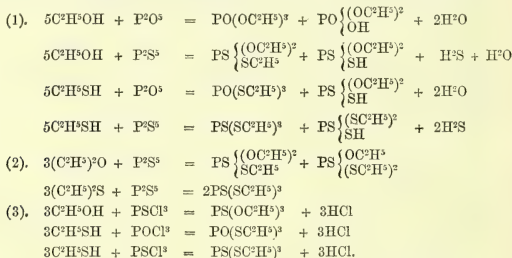 (1). 5C²H⁵OH + P²O⁵ = PO(OC²H⁵)³ + PO{(OC²H⁵)² OH + 2H²O
5C²H⁵OH + P²S⁵ = PS{(OC²H⁵)² SC²H⁵ + PS{(OC²H⁵)² SH + H²S + H²O
5C²H⁵SH + P²O⁵ = PO(SC²H⁵)³ + PS{(OC²H⁵)² SH + 2H²O
5C²H⁵SH + P²S⁵ = PS(SC²H⁵)³ + PS{(SC²H⁵)² SH + 2H²S
(2). 3(C²H⁵)²O + P²S⁵ = PS{(OC²H⁵)² SC²H⁵ + PS{OC²H⁵ (SC²H⁵)²
3(C²H⁵)²S + P²S⁵ = 2PS(SC²H⁵)³
(3). 3C²H⁵OH + PSCl³ = PS(OC²H⁵)³ + 3HCl
3C²H⁵SH + POCl³ = PO(SC²H⁵)³ + 3HCl
3C²H⁵SH + PSCl³ = PS(SC²H⁵)³ + 3HCl.